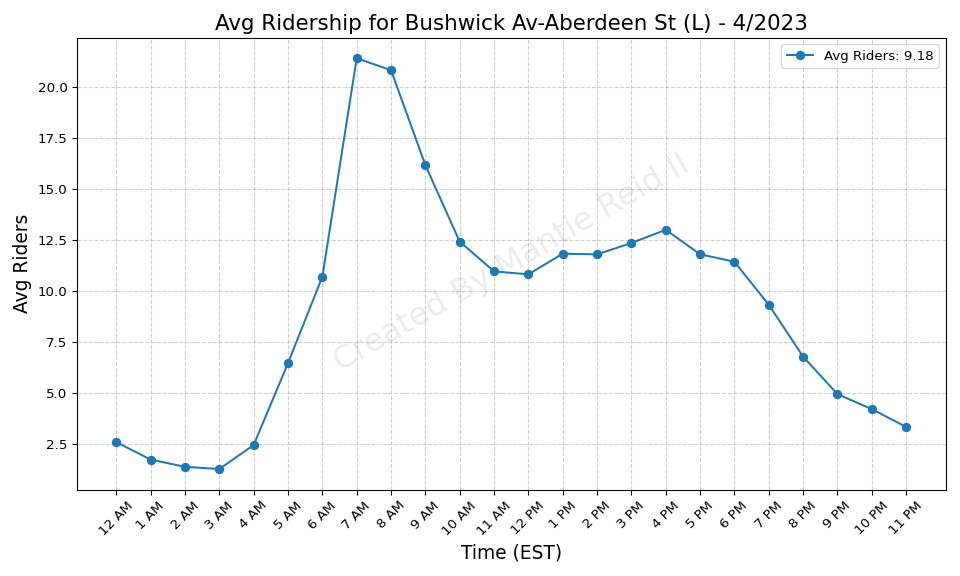 Avg Ridership for Bushwick Av-Aberdeen St (L) - 4/2023
Avg Riders: 9.18
20.0
17.5
15.0
12.5
10.0
7.5
5.0
2.5
Avg Riders
Created By Mantie Reid II
12 AM
1 AM
2 AM
3 AM
4 AM
5 AM
6 AM
7 AM
8 AM
9 AM
10 AM
11 AM
12 PM
1 PM
2 PM
3 PM
4 PM
5 PM
6 PM
7 PM
8 PM
9 PM
10 PM
11 PM
Time (EST)